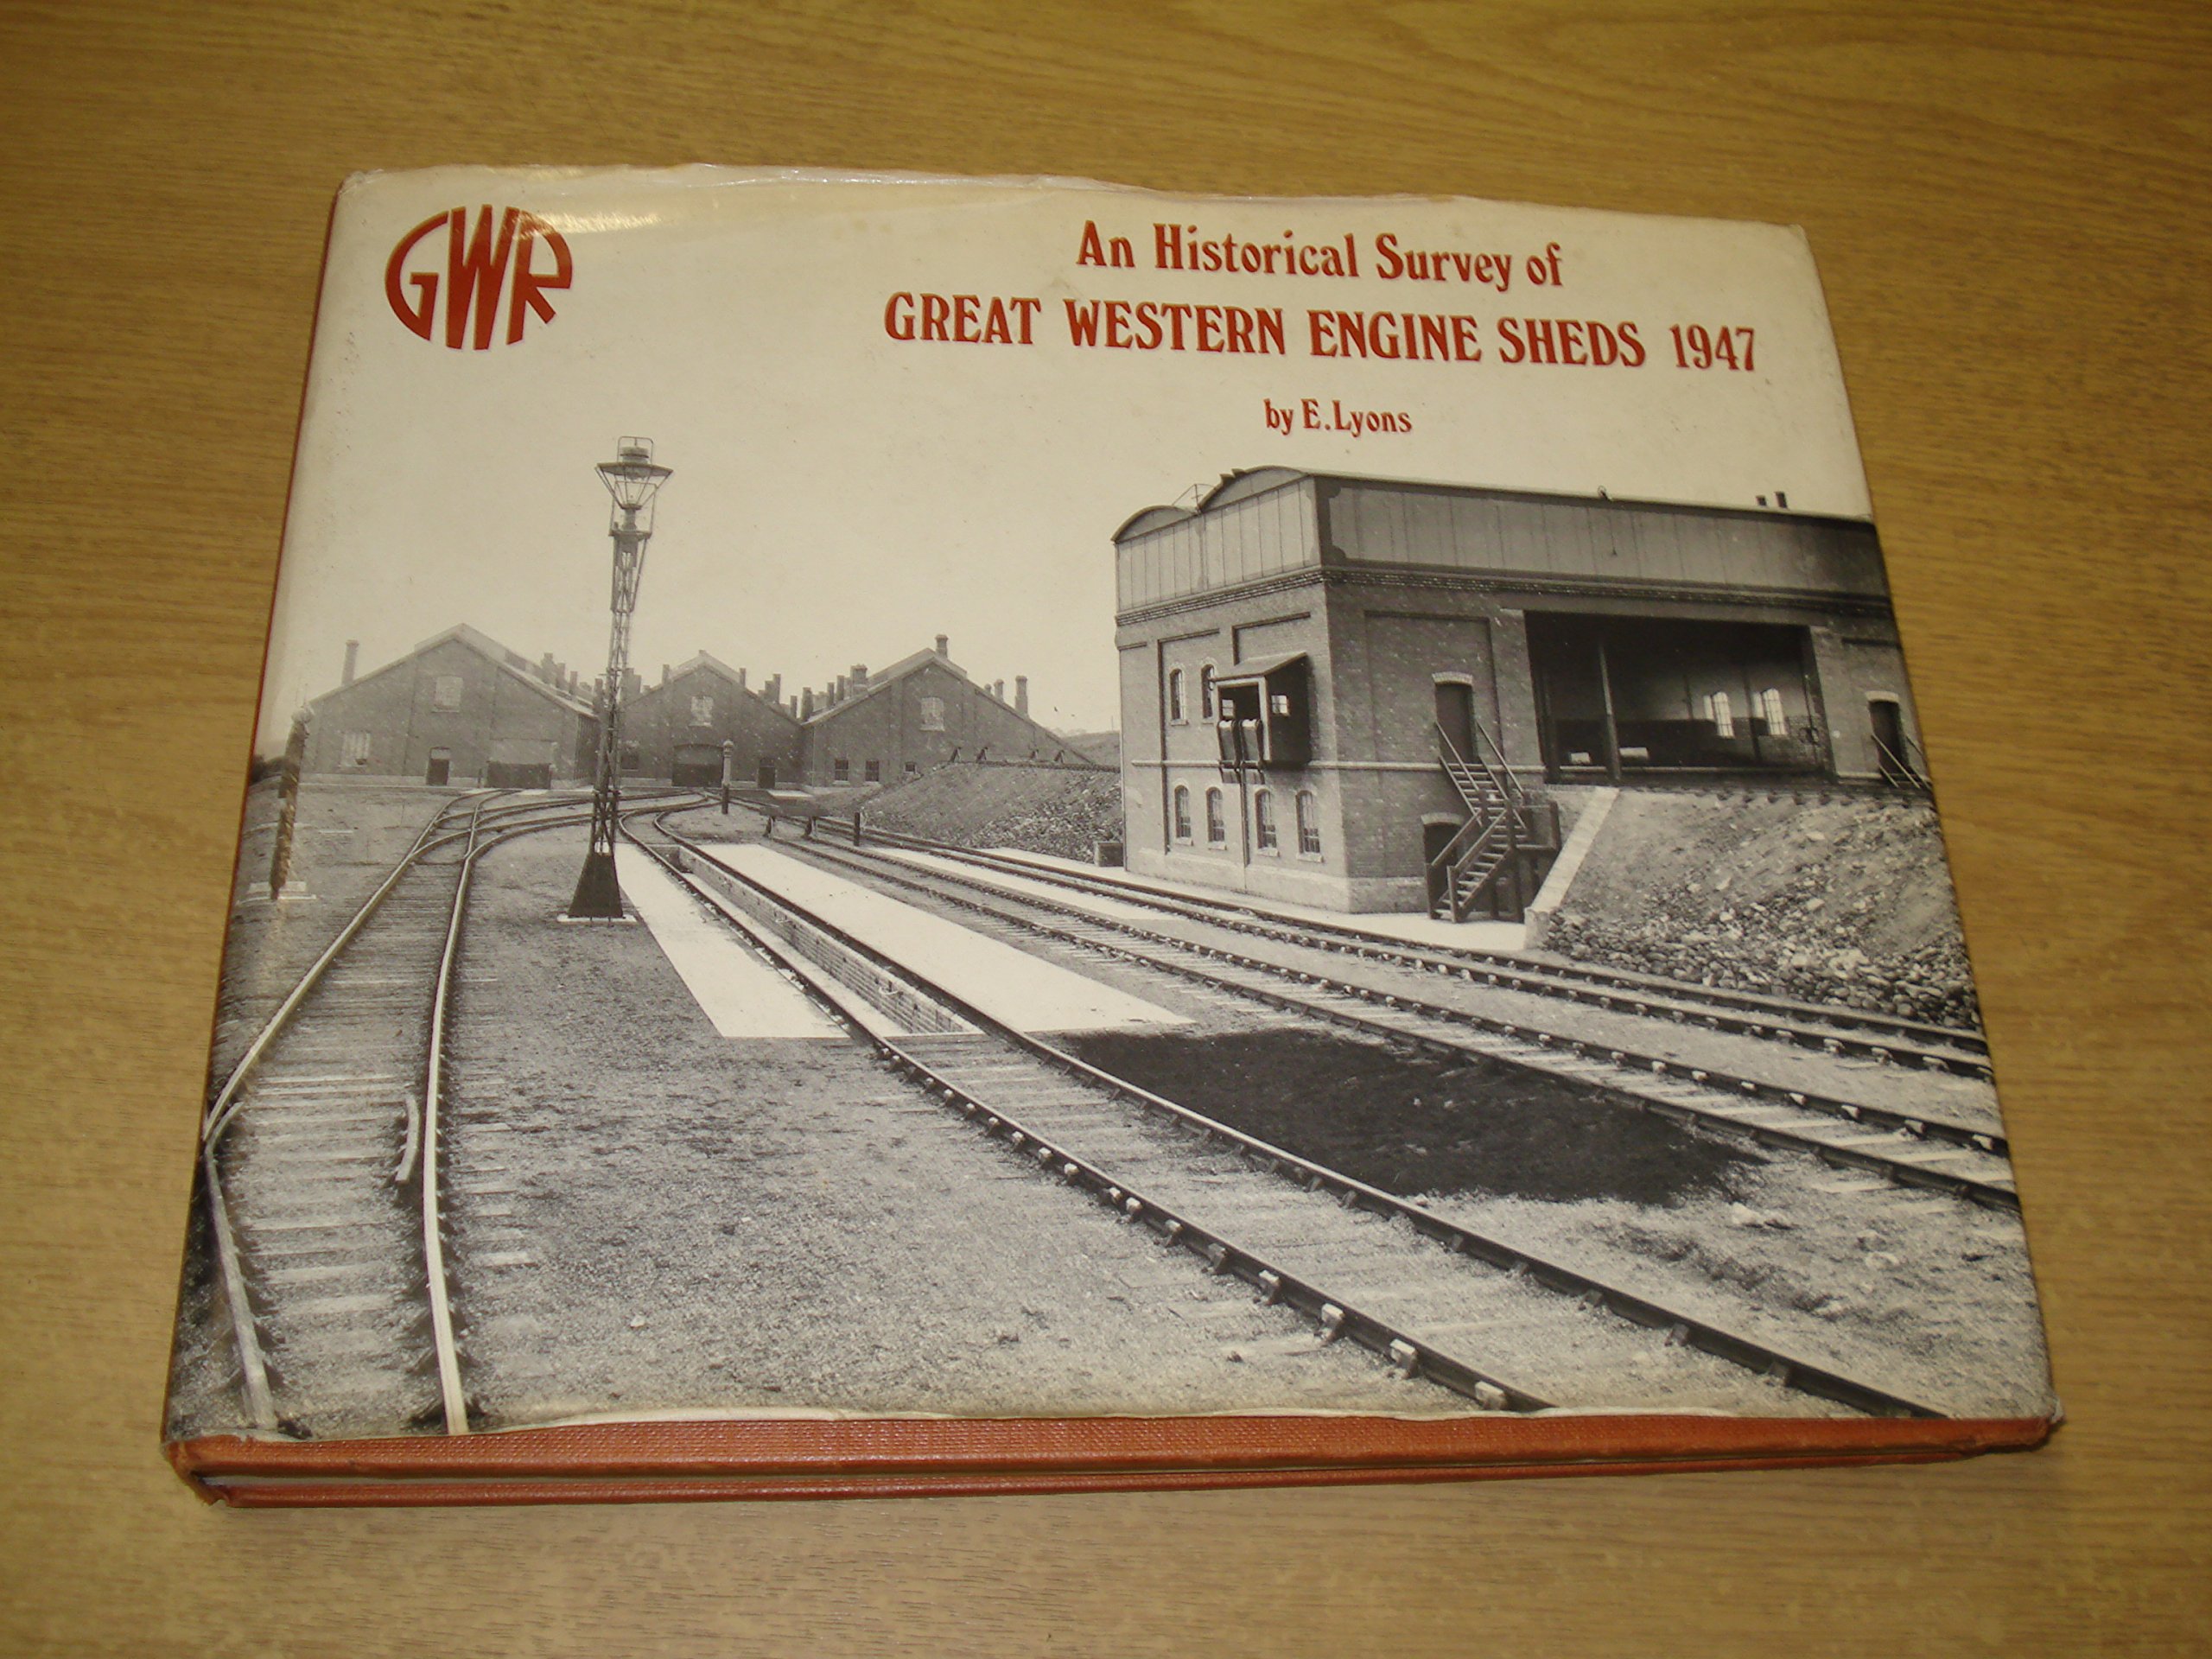 GWR
An Historical Survey of
GREAT WESTERN ENGINE SHEDS 1947
by E.Lyons